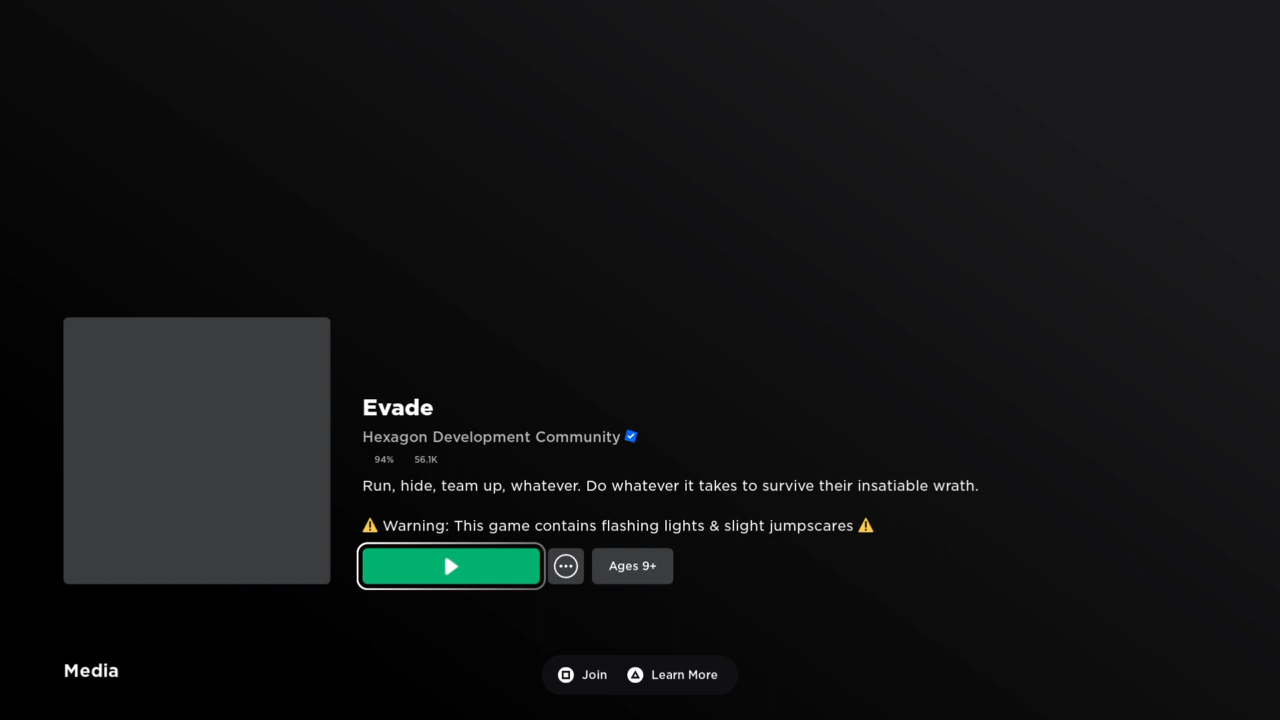 Evade
Hexagon Development Community
94% 56.1K
Run, hide, team up, whatever. Do whatever it takes to survive their insatiable wrath.
⚠️ Warning: This game contains flashing lights & slight jumpscares ⚠️
Ages 9+
Media
Join Learn More